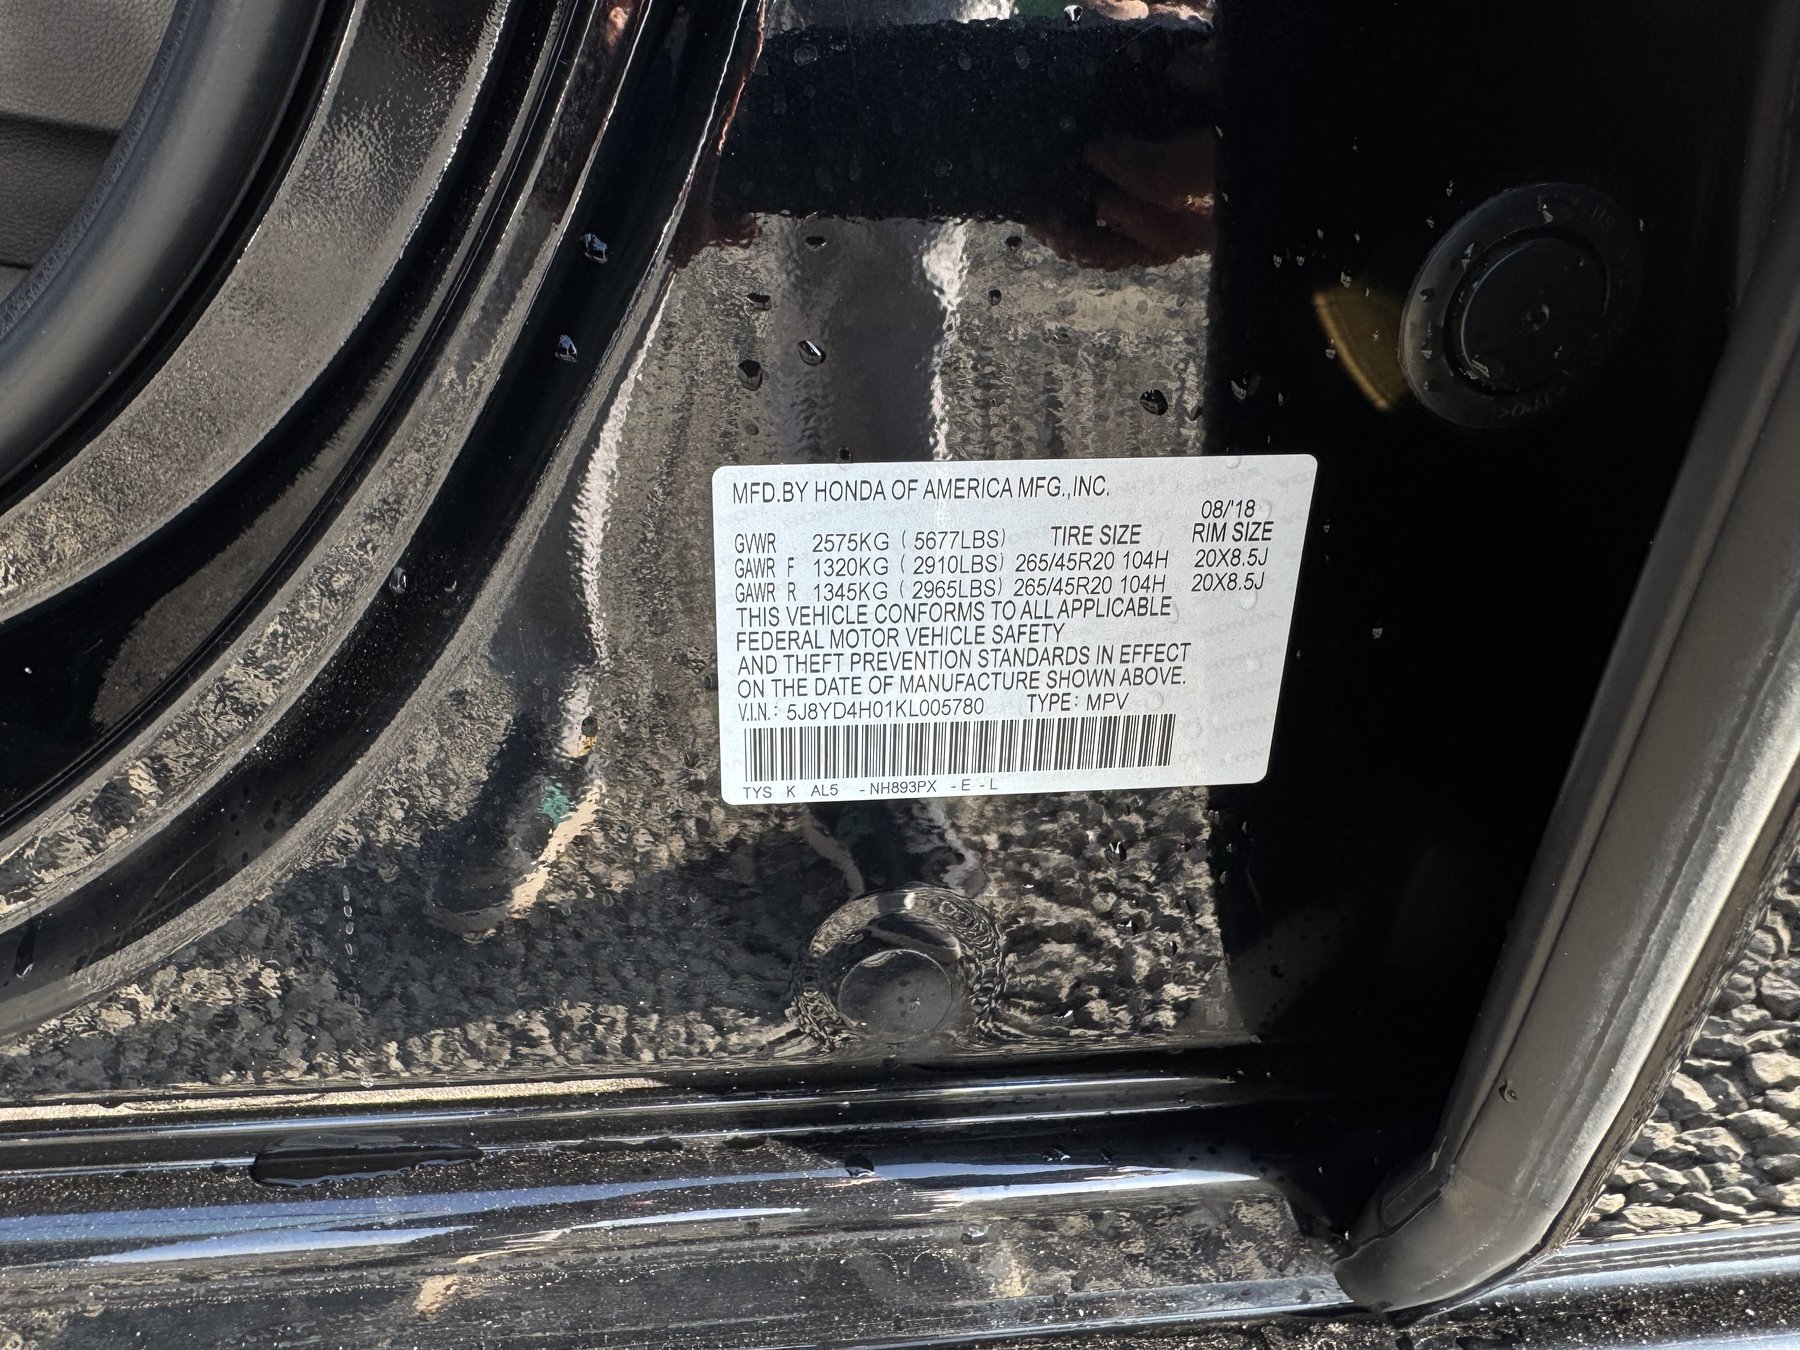 MFD.BY HONDA OF AMERICA MFG.,INC.
08/'18
GVWR 2575KG ( 5677LBS) TIRE SIZE RIM SIZE
GAWR F 1320KG ( 2910LBS) 265/45R20 104H 20X8.5J
GAWR R 1345KG ( 2965LBS) 265/45R20 104H 20X8.5J
THIS VEHICLE CONFORMS TO ALL APPLICABLE
FEDERAL MOTOR VEHICLE SAFETY
AND THEFT PREVENTION STANDARDS IN EFFECT
ON THE DATE OF MANUFACTURE SHOWN ABOVE.
V.I.N.: 5J8YD4H01KL005780 TYPE: MPV
TYS K AL5 -NH893PX -E -L